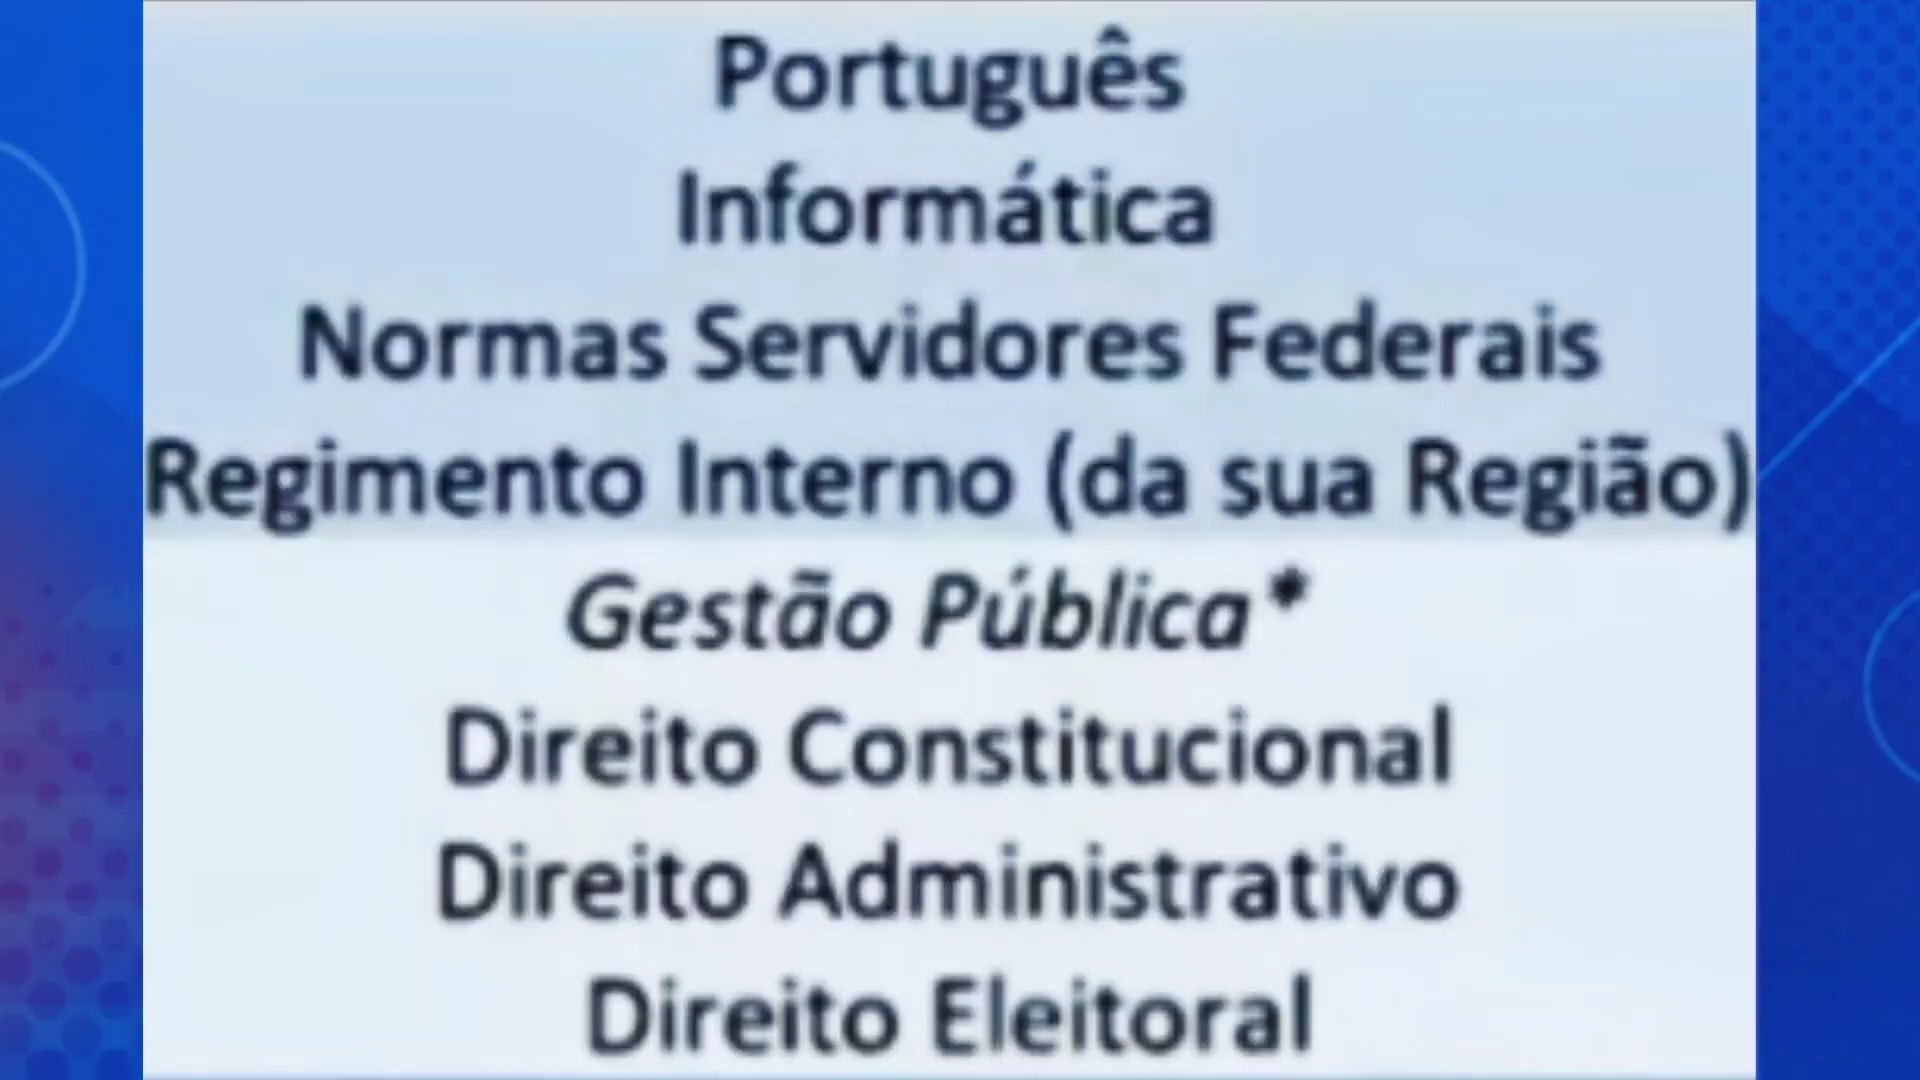 Português
Informática
Normas Servidores Federais
Regimento Interno (da sua Região)
Gestão Pública*
Direito Constitucional
Direito Administrativo
Direito Eleitoral